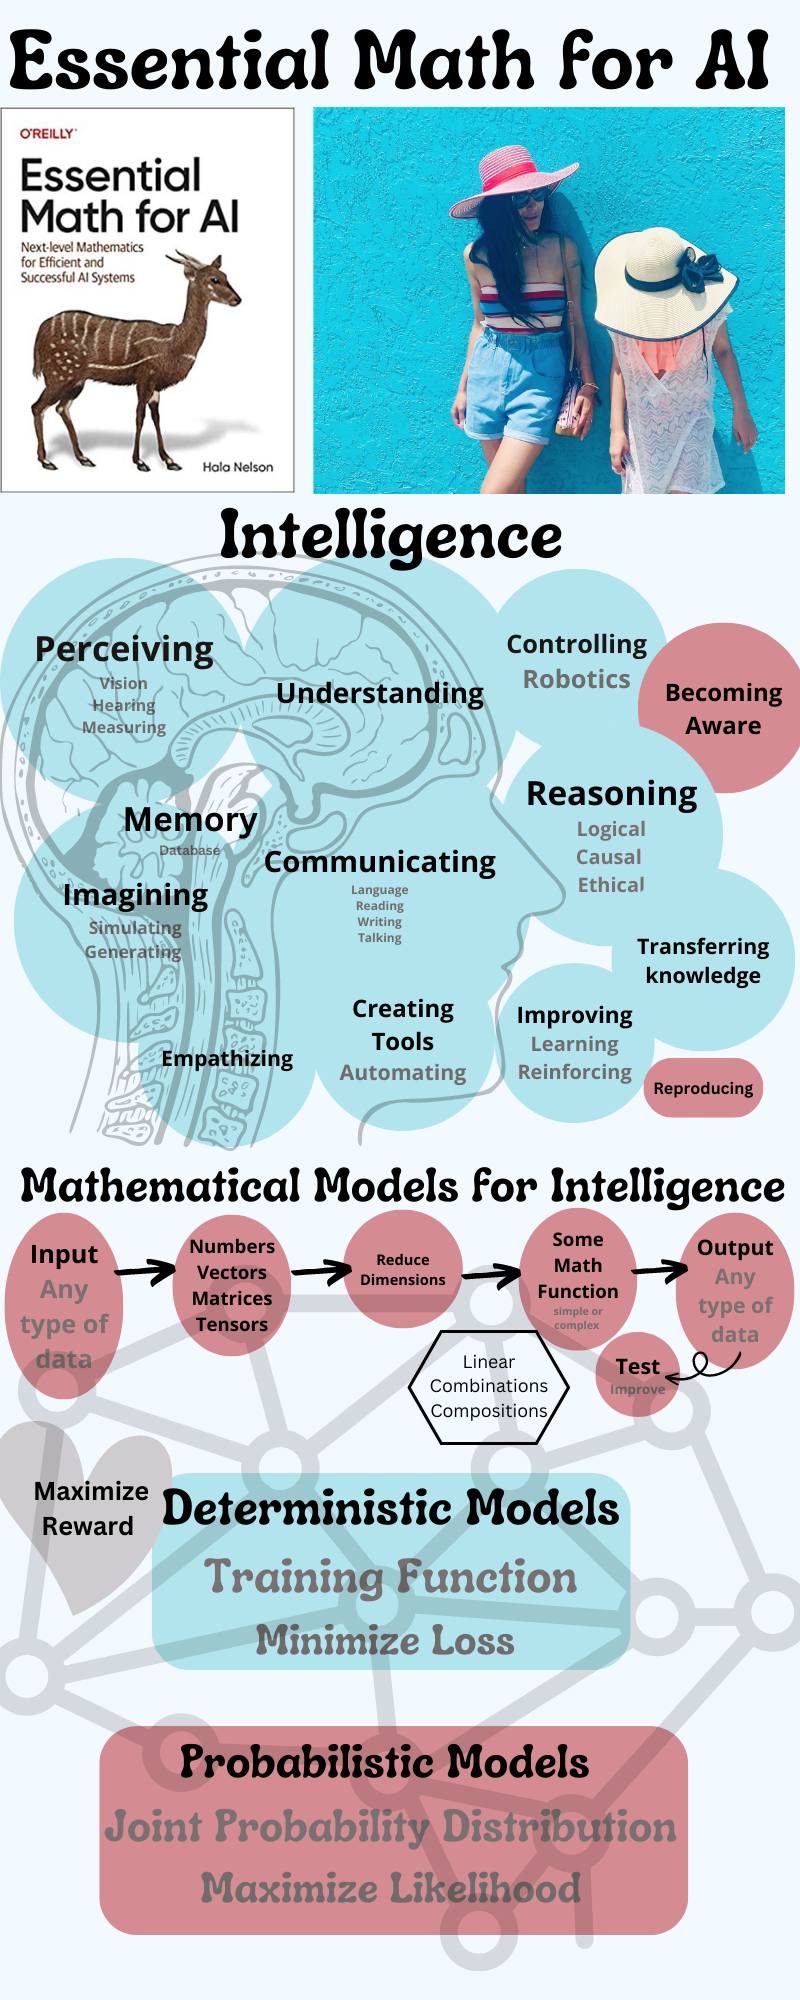 Essential Math for AI
O'REILLY®
Essential
Math for AI
Next-level Mathematics
for Efficient and
Successful AI Systems
Hala Nelson
Intelligence
Perceiving
Vision
Hearing
Measuring
Understanding
Controlling
Robotics
Becoming
Aware
Reasoning
Logical
Causal
Ethical
Memory
Database
Imagining
Simulating
Generating
Communicating
Language
Reading
Writing
Talking
Transferring
knowledge
Creating
Tools
Automating
Improving
Learning
Reinforcing
Empathizing
Reproducing
Mathematical Models for Intelligence
Input
Any
type of
data
Numbers
Vectors
Matrices
Tensors
Reduce
Dimensions
Some
Math
Function
simple or
complex
Output
Any
type of
data
Linear
Combinations
Compositions
Test
Improve
Maximize
Reward
Deterministic Models
Training Function
Minimize Loss
Probabilistic Models
Joint Probability Distribution
Maximize Likelihood